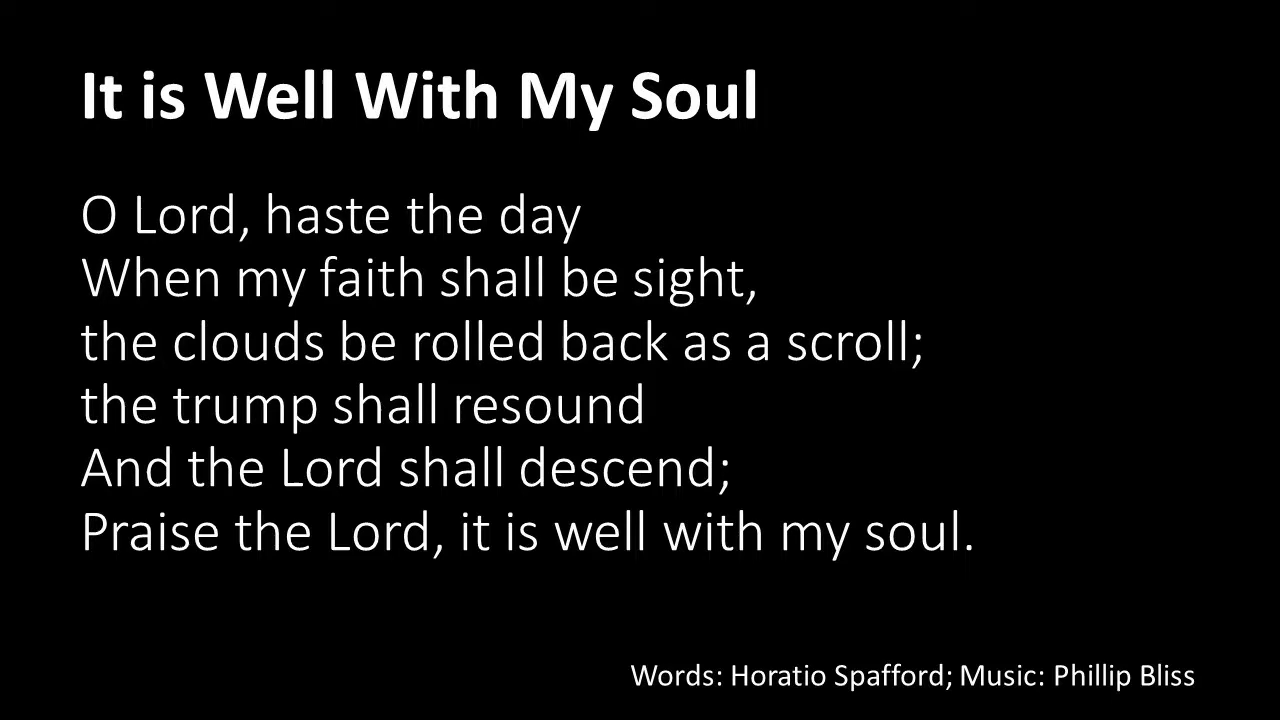 It is Well With My Soul
O Lord, haste the day
When my faith shall be sight,
the clouds be rolled back as a scroll;
the trump shall resound
And the Lord shall descend;
Praise the Lord, it is well with my soul.
Words: Horatio Spafford; Music: Phillip Bliss